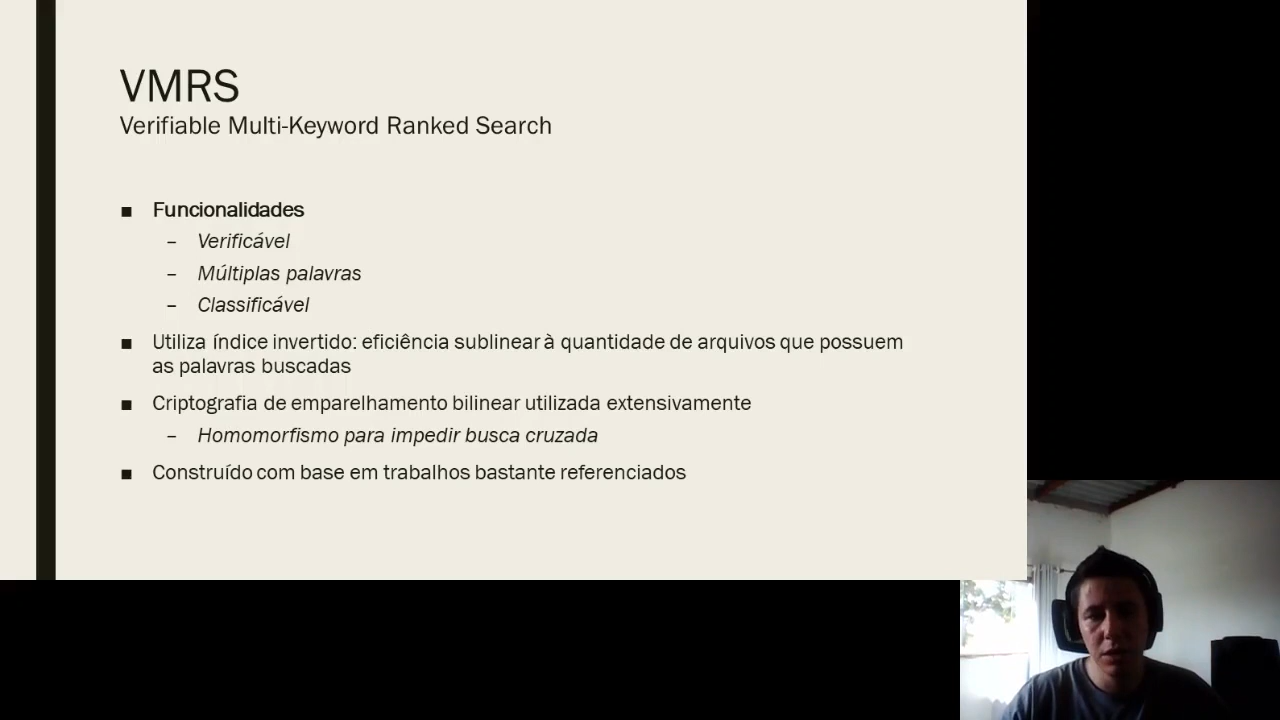 VMRS
Verifiable Multi-Keyword Ranked Search
■ Funcionalidades
– Verificável
– Múltiplas palavras
– Classificável
■ Utiliza índice invertido: eficiência sublinear à quantidade de arquivos que possuem
as palavras buscadas
■ Criptografia de emparelhamento bilinear utilizada extensivamente
– Homomorfismo para impedir busca cruzada
■ Construído com base em trabalhos bastante referenciados